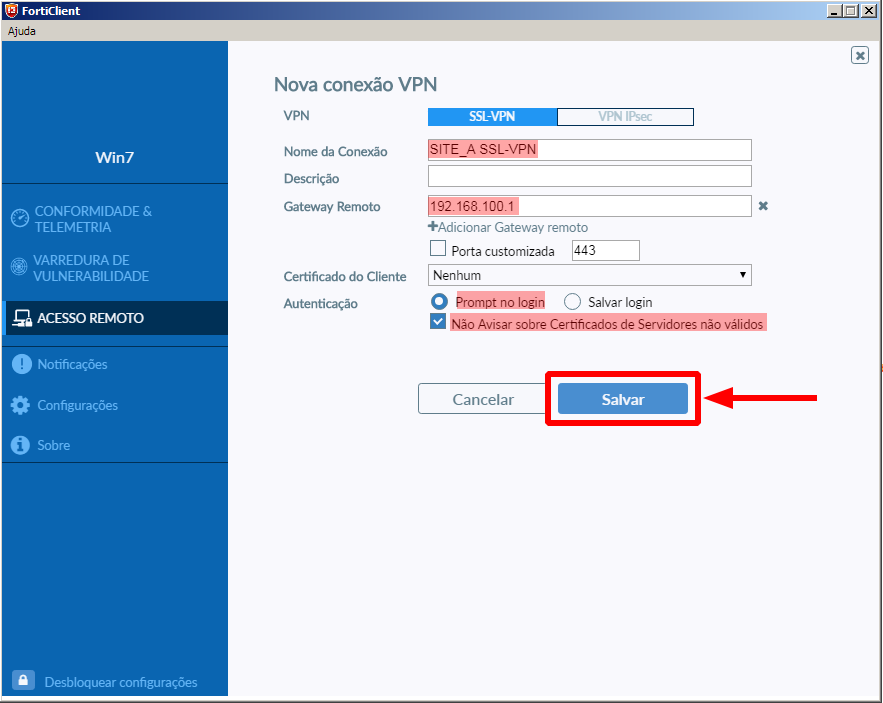 FortiClient
Ajuda
Win7
CONFORMIDADE &
TELEMETRIA
VARREDURA DE
VULNERABILIDADE
ACESSO REMOTO
Notificações
Configurações
Sobre
Desbloquear configurações
Nova conexão VPN
VPN
SSL-VPN
VPN IPsec
Nome da Conexão
SITE_A SSL-VPN
Descrição
Gateway Remoto
192.168.100.1
Adicionar Gateway remoto
Porta customizada
443
Certificado do Cliente
Nenhum
Autenticação
Prompt no login
Salvar login
Não Avisar sobre Certificados de Servidores não válidos
Cancelar
Salvar